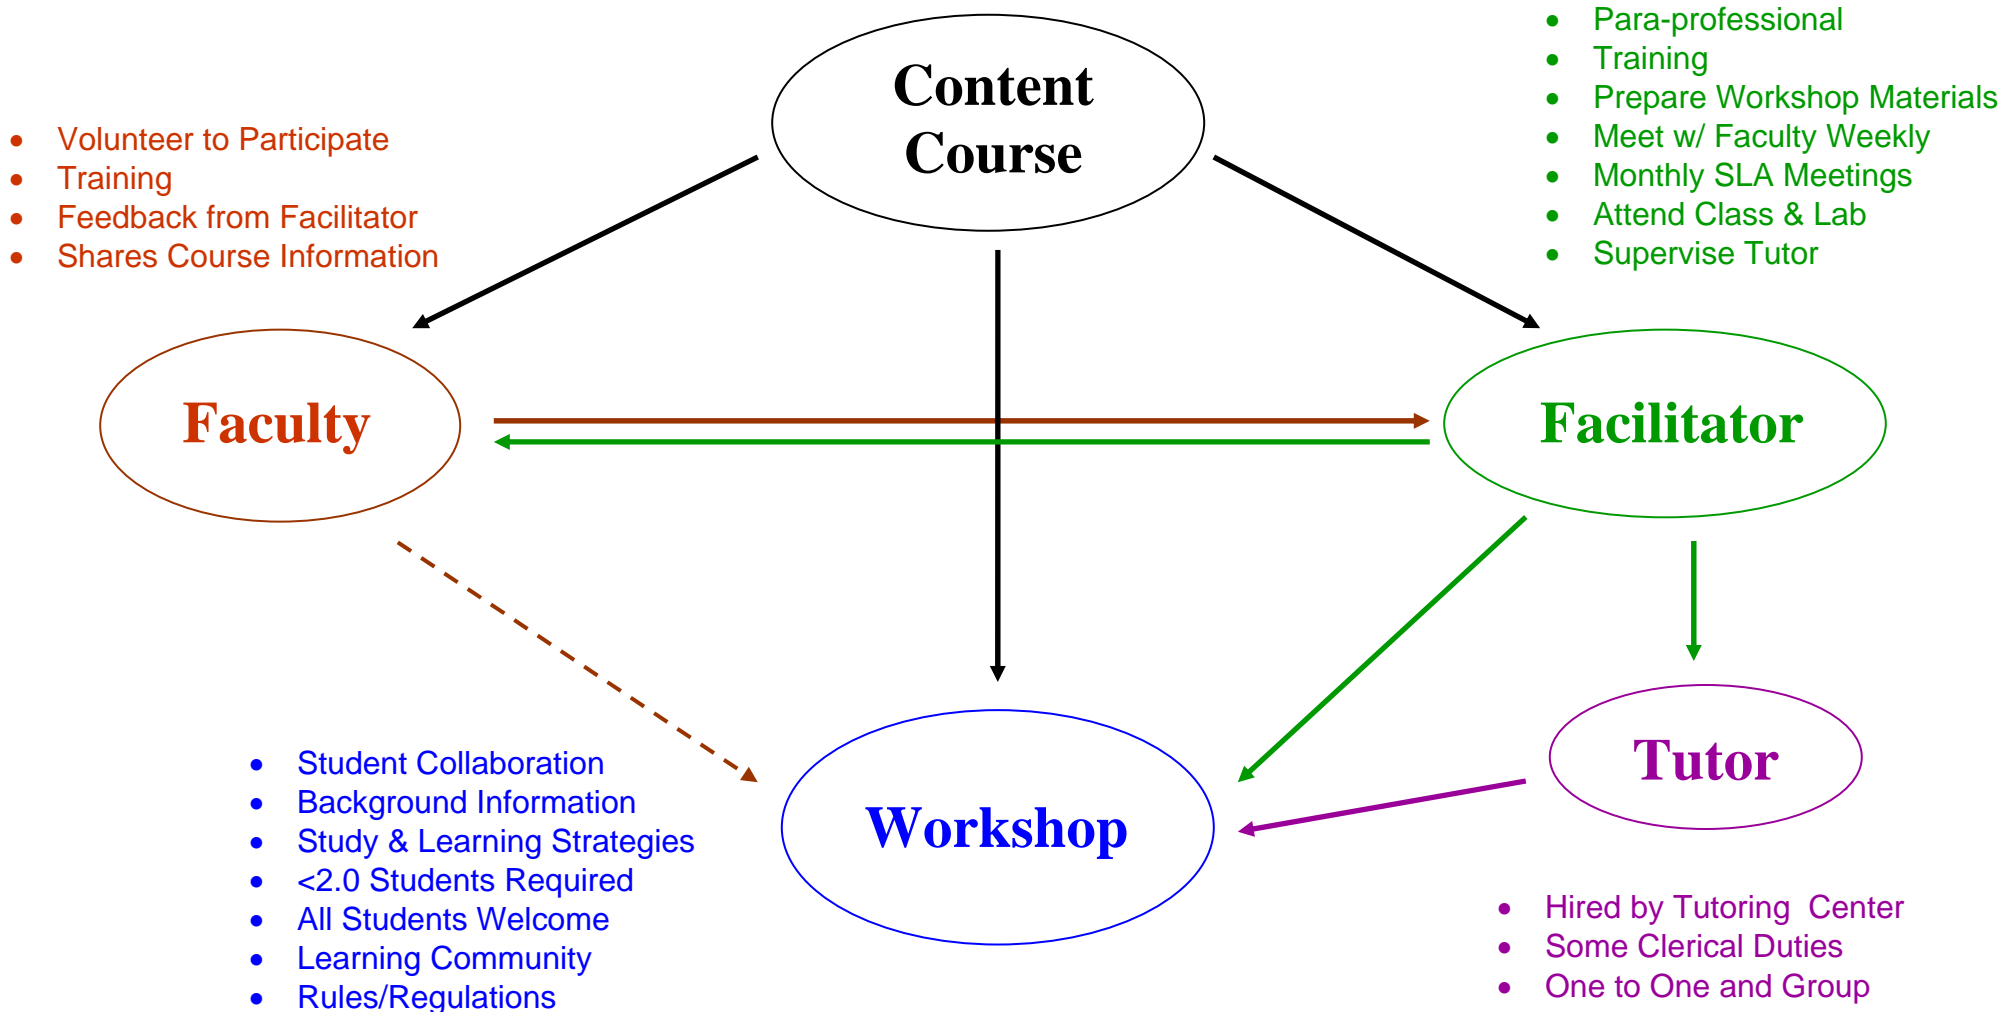 Content
Course
• Para-professional
• Training
• Prepare Workshop Materials
• Meet w/ Faculty Weekly
• Monthly SLA Meetings
• Attend Class & Lab
• Supervise Tutor
• Volunteer to Participate
• Training
• Feedback from Facilitator
• Shares Course Information
Faculty
Facilitator
Workshop
Tutor
• Student Collaboration
• Background Information
• Study & Learning Strategies
• <2.0 Students Required
• All Students Welcome
• Learning Community
• Rules/Regulations
• Hired by Tutoring  Center
• Some Clerical Duties
• One to One and Group